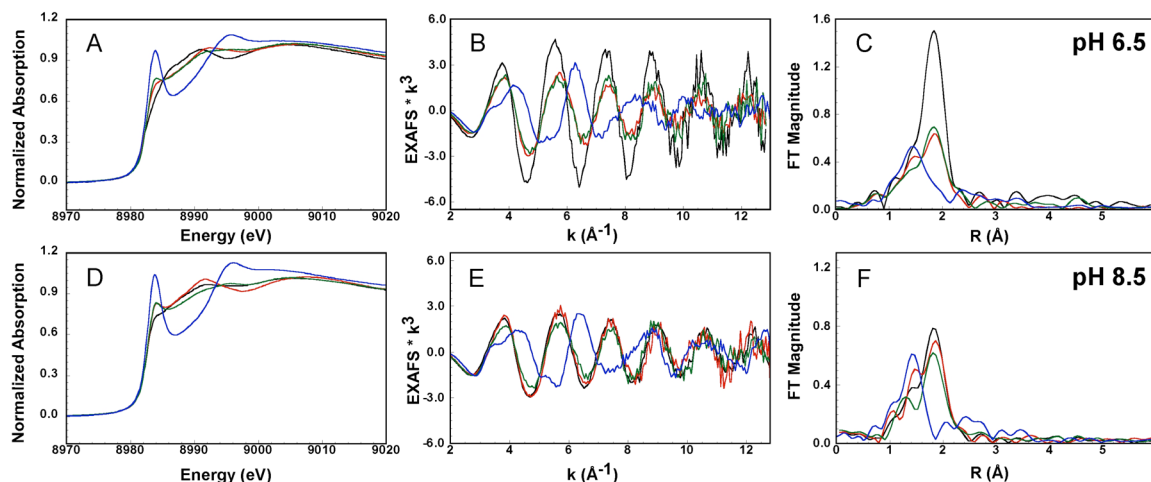 A
Normalized Absorption
1.2
0.9
0.6
0.3
0.0
8970 8980 8990 9000 9010 9020
Energy (eV)
B
EXAFS * k3
6.0
3.0
0.0
-3.0
-6.0
2 4 6 8 10 12
k (Å-1)
C
pH 6.5
FT Magnitude
1.6
1.2
0.8
0.4
0.0
0 1 2 3 4 5
R (Å)
D
Normalized Absorption
1.2
0.9
0.6
0.3
0.0
8970 8980 8990 9000 9010 9020
Energy (eV)
E
EXAFS * k3
6.0
3.0
0.0
-3.0
-6.0
2 4 6 8 10 12
k (Å-1)
F
pH 8.5
FT Magnitude
1.2
0.8
0.4
0.0
0 1 2 3 4 5
R (Å)